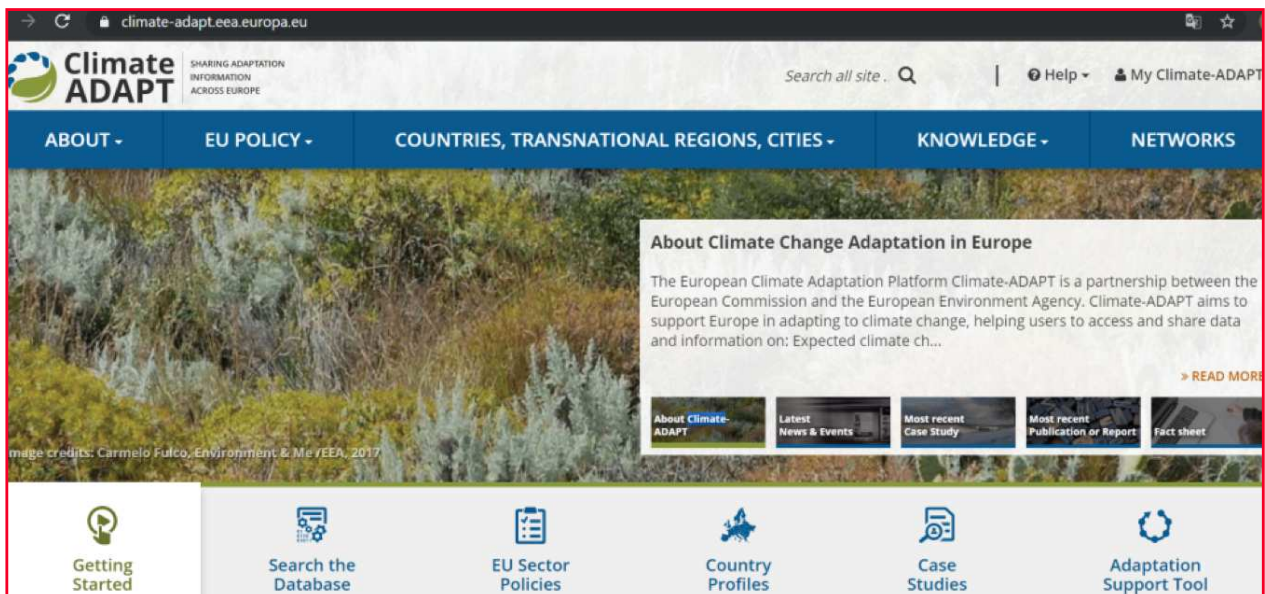 climate-adapt.eea.europa.eu
Climate
ADAPT
SHARING ADAPTATION
INFORMATION
ACROSS EUROPE
Search all site .
Help
My Climate-ADAPT
ABOUT
EU POLICY
COUNTRIES, TRANSNATIONAL REGIONS, CITIES
KNOWLEDGE
NETWORKS
About Climate Change Adaptation in Europe
The European Climate Adaptation Platform Climate-ADAPT is a partnership between the
European Commission and the European Environment Agency. Climate-ADAPT aims to
support Europe in adapting to climate change, helping users to access and share data
and information on: Expected climate ch...
» READ MORE
About Climate-
ADAPT
Latest
News & Events
Most recent
Case Study
Most recent
Publication or Report
Fact sheet
mage credits: Carmelo Fulco, Environment & Me /EEA, 2017
Getting
Started
Search the
Database
EU Sector
Policies
Country
Profiles
Case
Studies
Adaptation
Support Tool